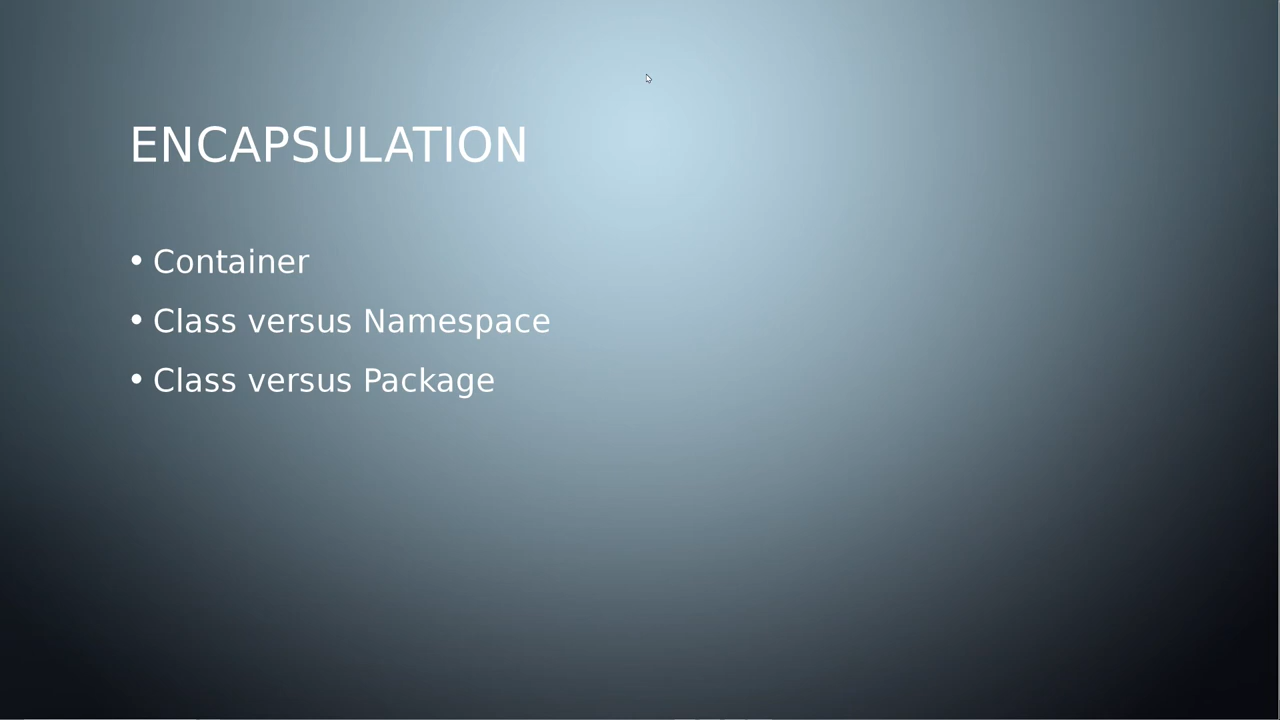 ENCAPSULATION
• Container
• Class versus Namespace
• Class versus Package